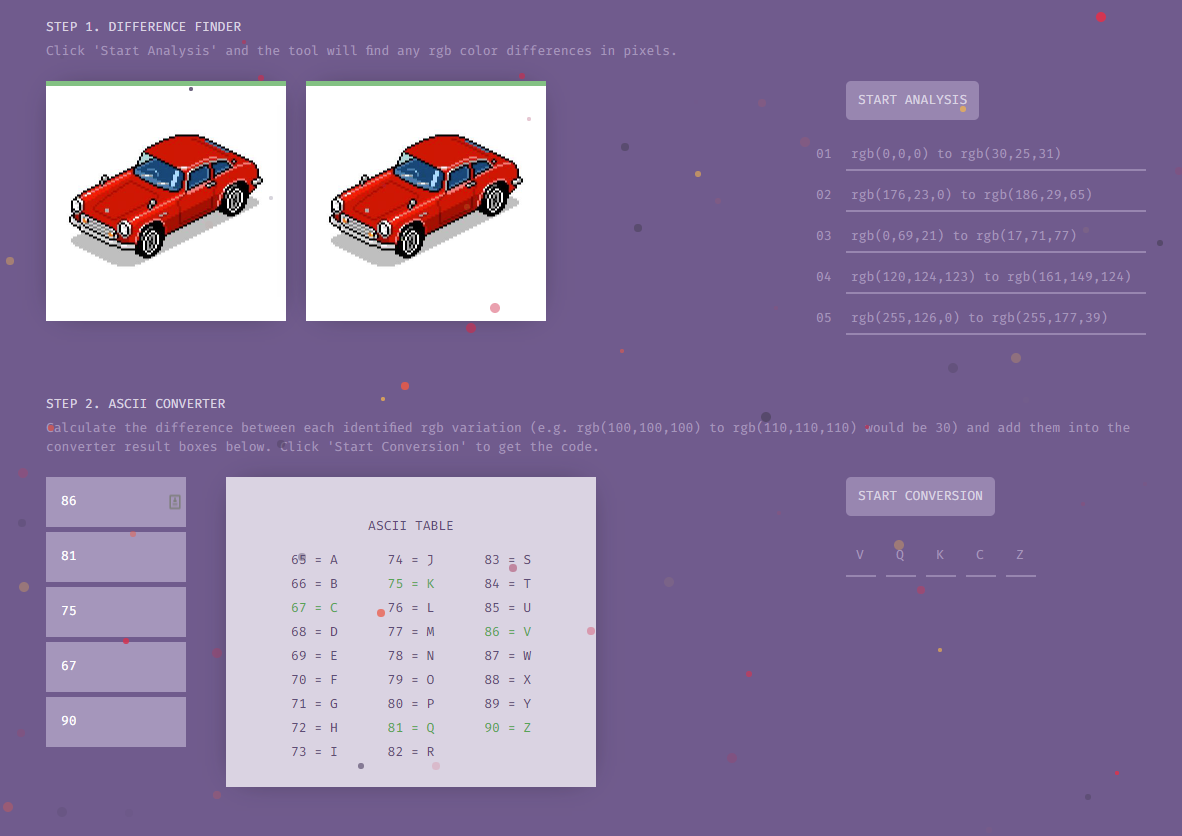 STEP 1. DIFFERENCE FINDER
Click 'Start Analysis' and the tool will find any rgb color differences in pixels.
START ANALYSIS
01 rgb(0,0,0) to rgb(30,25,31)
02 rgb(176,23,0) to rgb(186,29,65)
03 rgb(0,69,21) to rgb(17,71,77)
04 rgb(120,124,123) to rgb(161,149,124)
05 rgb(255,126,0) to rgb(255,177,39)
STEP 2. ASCII CONVERTER
Calculate the difference between each identified rgb variation (e.g. rgb(100,100,100) to rgb(110,110,110) would be 30) and add them into the
converter result boxes below. Click 'Start Conversion' to get the code.
86
81
75
67
90
ASCII TABLE
65 = A 74 = J 83 = S
66 = B 75 = K 84 = T
67 = C 76 = L 85 = U
68 = D 77 = M 86 = V
69 = E 78 = N 87 = W
70 = F 79 = O 88 = X
71 = G 80 = P 89 = Y
72 = H 81 = Q 90 = Z
73 = I 82 = R
START CONVERSION
V Q K C Z